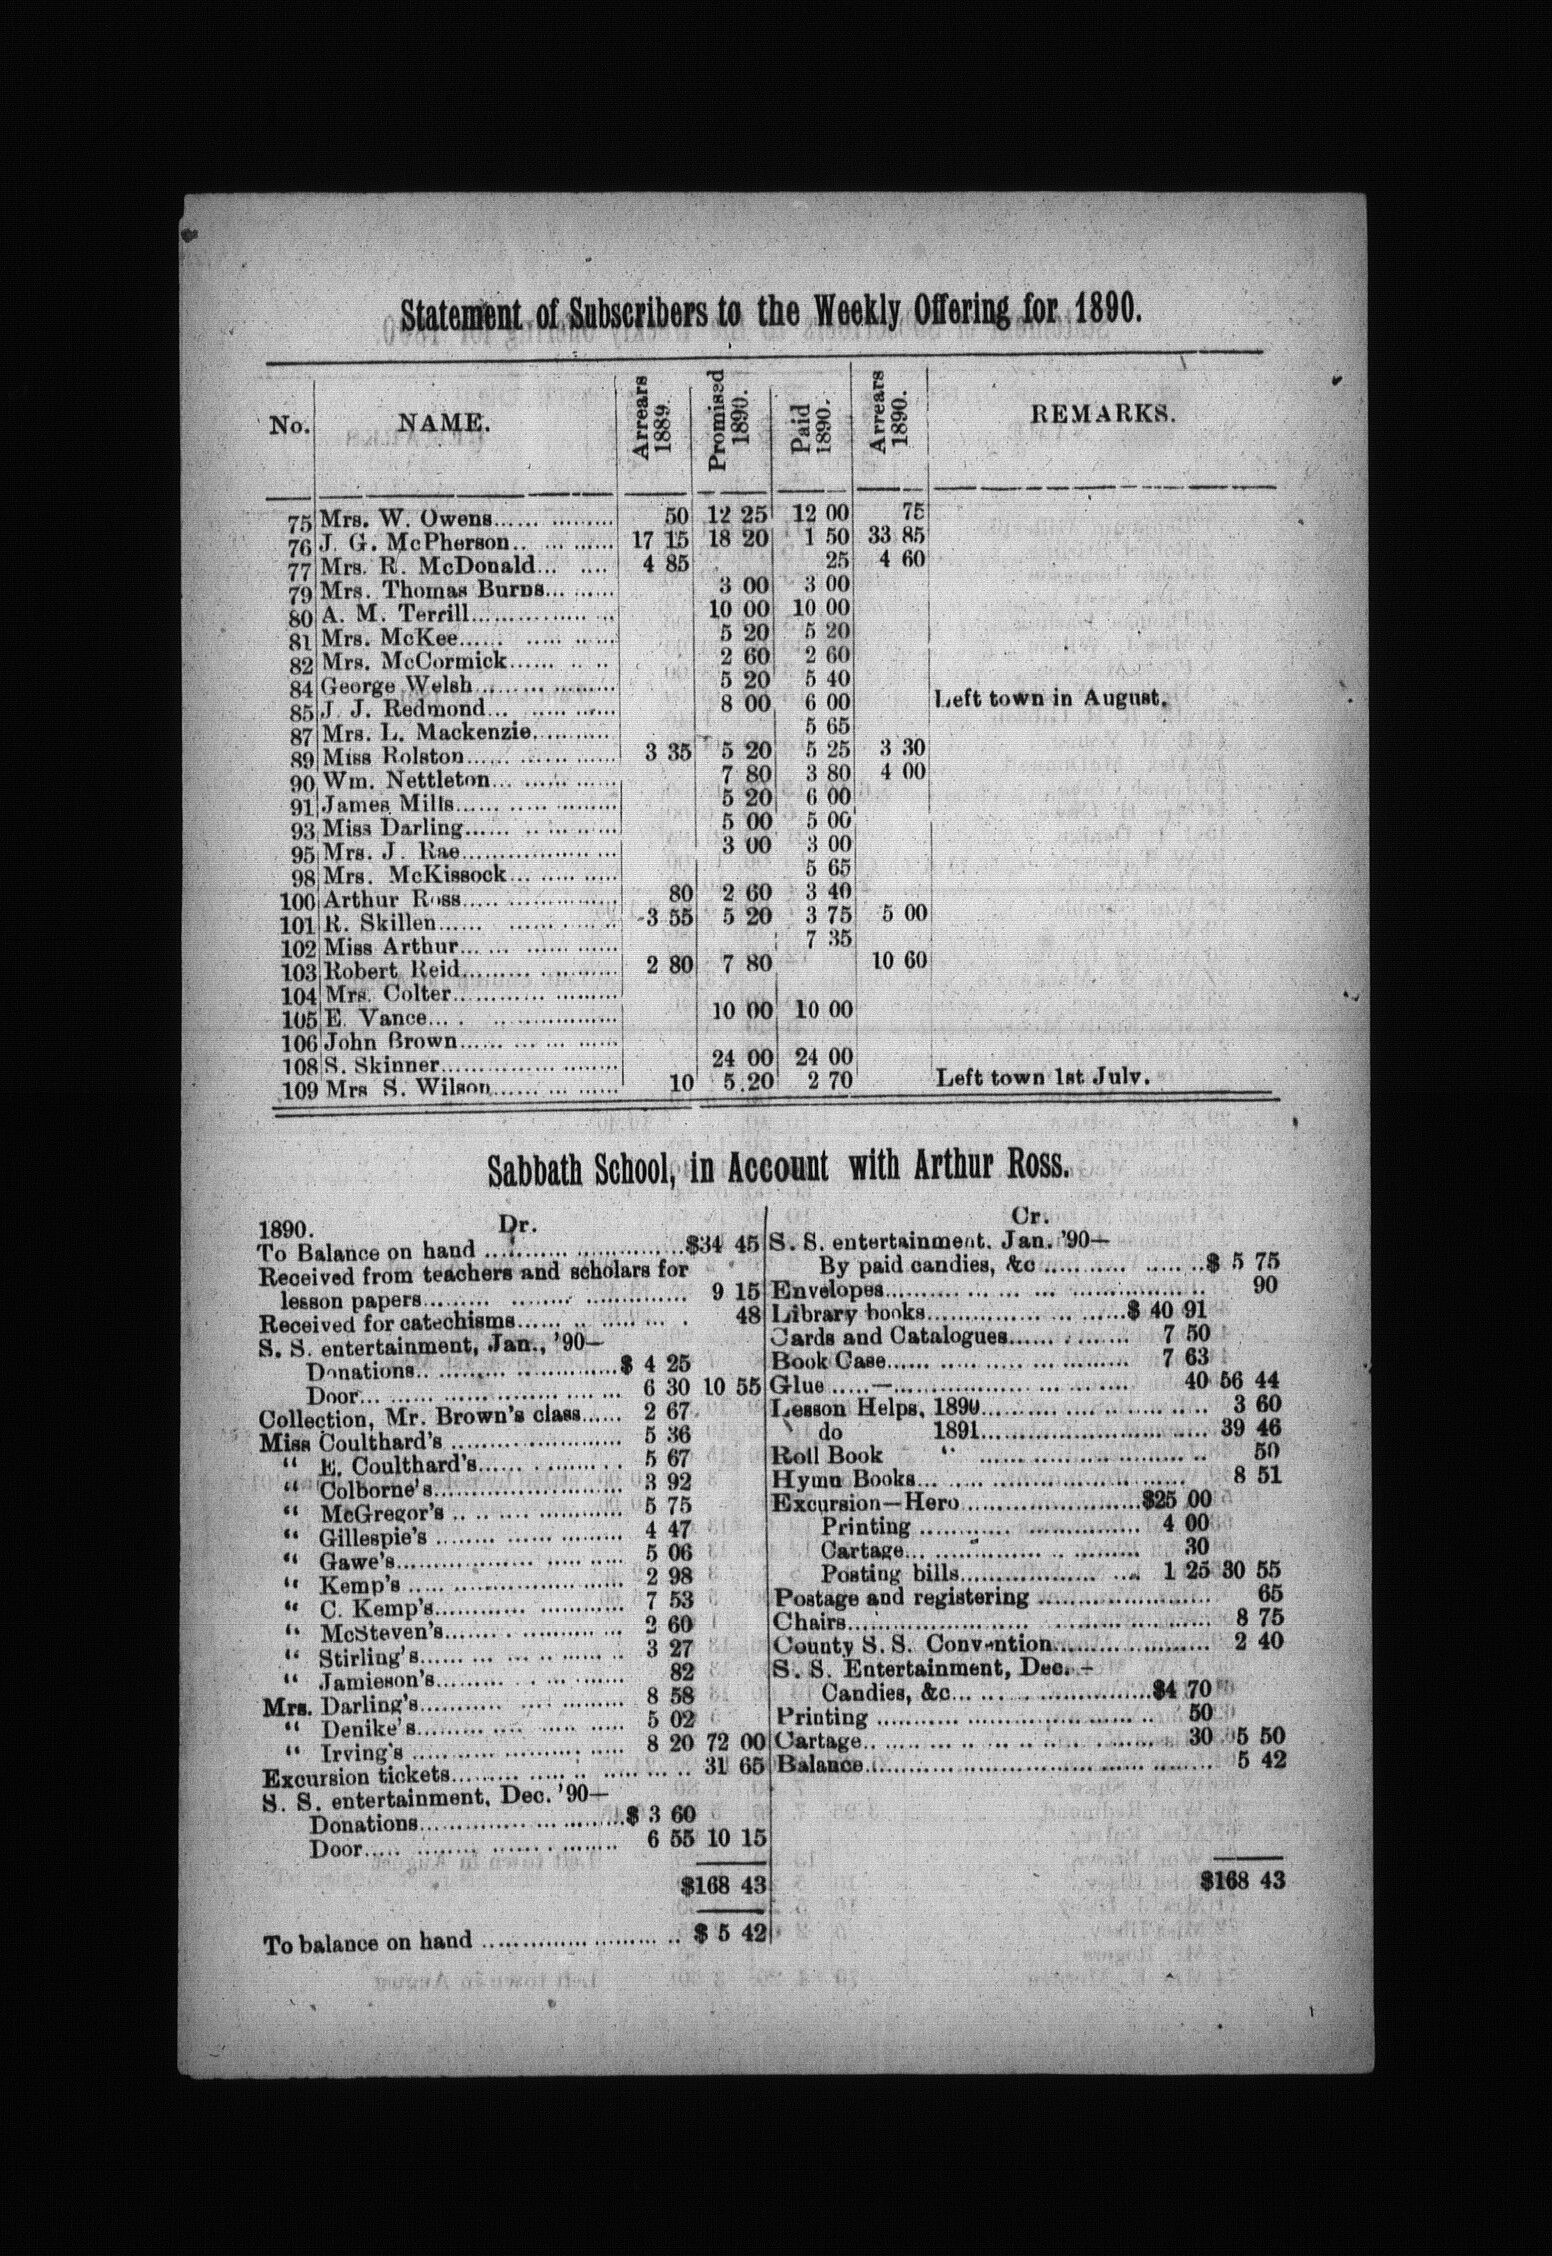 Statement of Subscribers to the Weekly Offering for 1890.
No. NAME. Arrears 1889. Promised 1890. Paid 1890. Arrears 1890. REMARKS.
75 Mrs. W. Owens...... ......... 50 12 25 12 00 75
76 J. G. McPherson.. ... ...... 17 15 18 20 1 50 33 85
77 Mrs. R. McDonald... .... 4 85 25 4 60
79 Mrs. Thomas Burns... ...... 3 00 3 00
80 A. M. Terrill............... ... 10 00 10 00
81 Mrs. McKee...... ..... ...... 5 20 5 20
82 Mrs. McCormick...... .. .. 2 60 2 60
84 George Welsh... ...... ......... 5 20 5 40
85 J. J. Redmond... ..... ...... 8 00 6 00 Left town in August.
87 Mrs. L. Mackenzie. ......... 5 65
89 Miss Rolston...... ...... ...... 3 35 5 20 5 25 3 30
90 Wm. Nettleton... ...... ...... 7 80 3 80 4 00
91 James Mills...... ..... ......... 5 20 6 00
93 Miss Darling...... .. ... .. ... 5 00 5 00
95 Mrs. J. Rae.................. ... 3 00 3 00
98 Mrs. McKissock... ..... ..... 5 65
100 Arthur Ross..... ............... 80 2 60 3 40
101 R. Skillen...... ...... . .. .. 3 55 5 20 3 75 5 00
102 Miss Arthur... ... ...... ...... 7 35
103 Robert Reid......... ........... 2 80 7 80 10 60
104 Mrs. Colter............ .........
105 E. Vance... . .................. 10 00 10 00
106 John Brown...... ... ... ......
108 S. Skinner............... ........ 24 00 24 00
109 Mrs S. Wilson...... ... ...... 10 5 20 2 70 Left town 1st July.
Sabbath School, in Account with Arthur Ross.
1890. Dr.
To Balance on hand ............ ...............$34 45
Received from teachers and scholars for
lesson papers......... ......... .............. 9 15
Received for catechisms...... .. ..... ... . 48
S. S. entertainment, Jan., '90—
Donations.. ......... .. ............$ 4 25
Door... ...... ............... ... ... 6 30 10 55
Collection, Mr. Brown's class...... 2 67
Miss Coulthard's ......... ............ 5 36
“ E. Coulthard's...... ......... .. . 5 67
“ Colborne's..................... ... 3 92
“ McGregor's .. .. ..... ............ 5 75
“ Gillespie's ........ ...... ......... 4 47
“ Gawe's.................. ..... ..... 5 06
“ Kemp's ..... ..................... 2 98
“ C. Kemp's............ ............ 7 53
“ McSteven's........ . ............ 2 60
“ Stirling's...... ... ... .. ...... .. 3 27
“ Jamieson's......... . . ... ...... 82
Mrs. Darling's............ ... ......... 8 58
“ Denike's......... .... ..... ..... 5 02
“ Irving's ...... ............ ...... 8 20 72 00
Excursion tickets......... ..... .. ...... ... .. 31 65
S. S. entertainment, Dec. '90—
Donations.......... ..... ... .......$ 3 60
Door..... ........ ...... . ........ 6 55 10 15
$168 43
To balance on hand .............. ......... .. $ 5 42
Cr.
S. S. entertainment, Jan. '90—
By paid candies, &c ..... ..... ... ...$ 5 75
Envelopes......... ... ... ... ............... .. 90
Library books............... ... ......$ 40 91
Cards and Catalogues...... . ... ... 7 50
Book Case...... ..... ..... ... ......... 7 63
Glue .....—.................. ... ... ...... 40 56 44
Lesson Helps, 1890......... ......... ... ... 3 60
do 1891...... ..................... 39 46
Roll Book “ ...... ... ............... .. 50
Hymn Books... ... ..................... 8 51
Excursion—Hero........................$25 00
Printing ............ ............... 4 00
Cartage... ............... .. ......... 30
Posting bills.................. ... 1 25 30 55
Postage and registering ..................... 65
Chairs........................ ............... 8 75
County S. S. Convention..................... 2 40
S. S. Entertainment, Dec. –
Candies, &c... ... .. ...............$4 70
Printing ............ ............... .. 50
Cartage.. ......... .. ... .. ... .. . 30 5 50
Balance................ ............ ...... ...... 5 42
$168 43